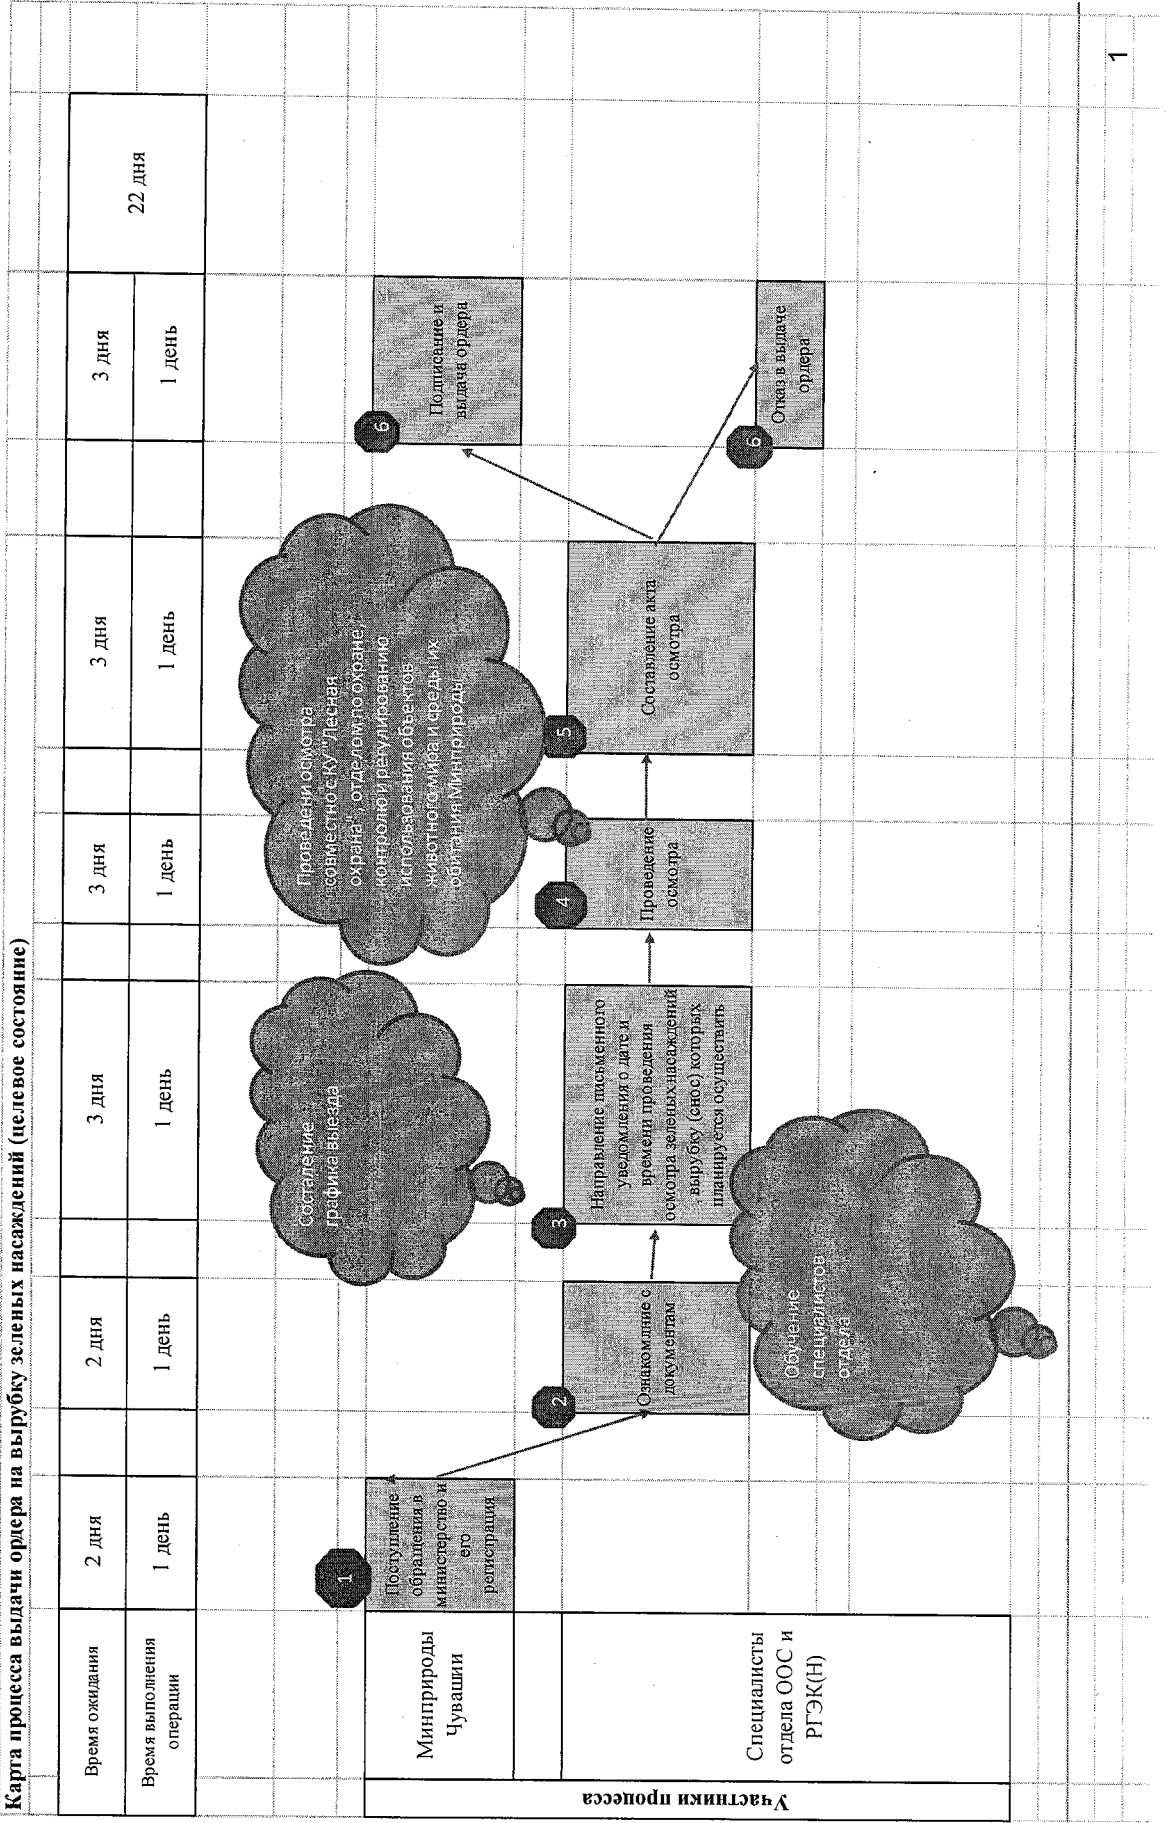 Карта процесса выдачи ордера на вырубку зеленых насаждений (целевое состояние)
Время ожидания
2 дня
2 дня
3 дня
3 дня
3 дня
3 дня
22 дня
Время выполнения
операции
1 день
1 день
1 день
1 день
1 день
1 день
Участники процесса
Минприроды
Чувашии
1
Поступление
обращения в
министерство и
его
регистрация
Состаление
графика выезда
Проведени осмотра
совместно с КУ "Лесная
охрана" , отделом по охране,
контролю и регулированию
использования объектов
животного мира и среды их
обитания Минприроды
6
Подписание и
выдача ордера
Специалисты
отдела ООС и
РГЭК(Н)
2
Ознакомлние с
документам
3
Направление письменного
уведомления о дате и
времени проведения
осмотра зеленых насаждений
, вырубку (снос) которых
планируется осуществить
4
Проведение
осмотра
5
Составление акта
осмотра
6
Отказ в выдаче
ордера
Обучение
специалистов
отдела
1